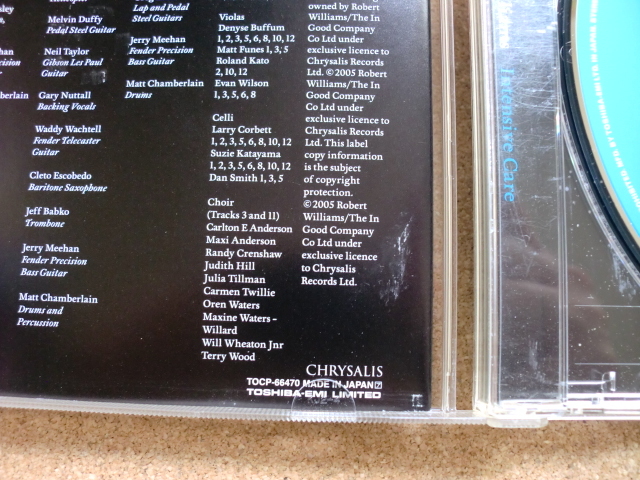 Melvin Duffy
Pedal Steel Guitar
Neil Taylor
Gibson Les Paul
Guitar
Gary Nuttall
Backing Vocals
Waddy Wachtell
Fender Telecaster
Guitar
Cleto Escobedo
Baritone Saxophone
Jeff Babko
Trombone
Jerry Meehan
Fender Precision
Bass Guitar
Matt Chamberlain
Drums and
Percussion
Lap and Pedal
Steel Guitars
Jerry Meehan
Fender Precision
Bass Guitar
Matt Chamberlain
Drums
Violas
Denyse Buffum
1, 2, 3, 5, 6, 8, 10, 12
Matt Funes 1, 3, 5
Roland Kato
2, 10, 12
Evan Wilson
1, 3, 5, 6, 8
Celli
Larry Corbett
1, 2, 3, 5, 6, 8, 10, 12
Suzie Katayama
1, 2, 3, 5, 6, 8, 10, 12
Dan Smith 1, 3, 5
Choir
(Tracks 3 and 11)
Carlton E Anderson
Maxi Anderson
Randy Crenshaw
Judith Hill
Julia Tillman
Carmen Twillie
Oren Waters
Maxine Waters -
Willard
Will Wheaton Jnr
Terry Wood
owned by Robert
Williams/The In
Good Company
Co Ltd under
exclusive licence to
Chrysalis Records
Ltd. ©2005 Robert
Williams/The In
Good Company
Co Ltd under
exclusive licence to
Chrysalis Records
Ltd. This label
copy information
is the subject
of copyright
protection.
©2005 Robert
Williams/The In
Good Company
Co Ltd under
exclusive licence
to Chrysalis
Records Ltd.
CHRYSALIS
TOCP-66470 MADE IN JAPAN
TOSHIBA-EMI LIMITED
Intensive Care